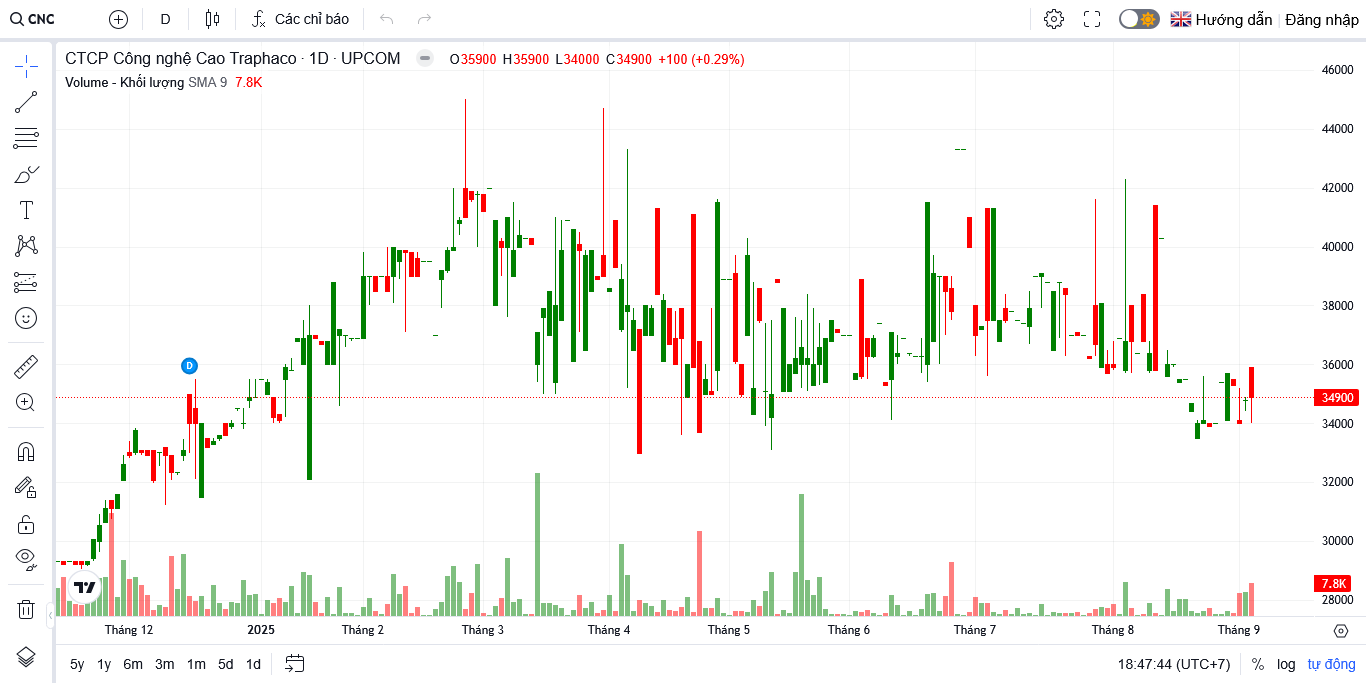 CNC D Các chỉ báo Hướng dẫn Đăng nhập
CTCP Công nghệ Cao Traphaco · 1D · UPCOM O35900 H35900 L34000 C34900 +100 (+0.29%)
Volume - Khối lượng SMA 9 7.8K
46000
44000
42000
40000
38000
36000
D
34900
34000
32000
30000
7.8K
28000
Tháng 12 2025 Tháng 2 Tháng 3 Tháng 4 Tháng 5 Tháng 6 Tháng 7 Tháng 8 Tháng 9
5y 1y 6m 3m 1m 5d 1d 18:47:44 (UTC+7) % log tự động